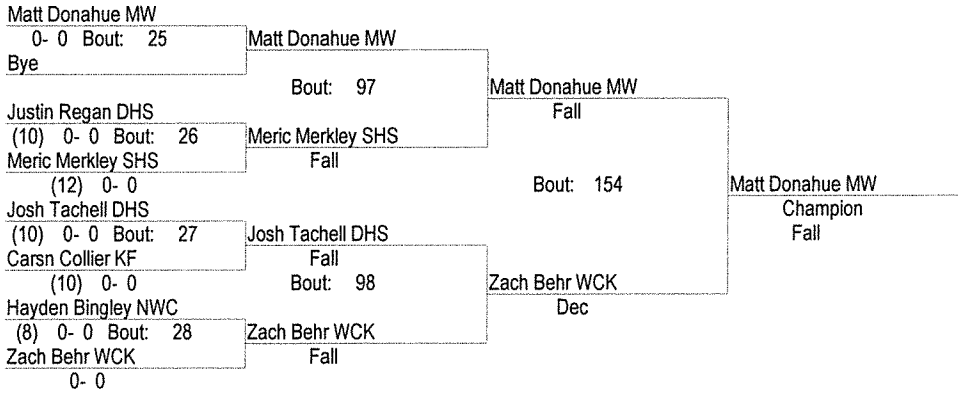 Matt Donahue MW
0- 0 Bout: 25
Bye
Matt Donahue MW
Bout: 97
Justin Regan DHS
(10) 0- 0 Bout: 26
Meric Merkley SHS
(12) 0- 0
Meric Merkley SHS
Fall
Matt Donahue MW
Fall
Bout: 154
Josh Tachell DHS
(10) 0- 0 Bout: 27
Carsn Collier KF
(10) 0- 0
Josh Tachell DHS
Fall
Bout: 98
Hayden Bingley NWC
(8) 0- 0 Bout: 28
Zach Behr WCK
0- 0
Zach Behr WCK
Fall
Zach Behr WCK
Dec
Matt Donahue MW
Champion
Fall